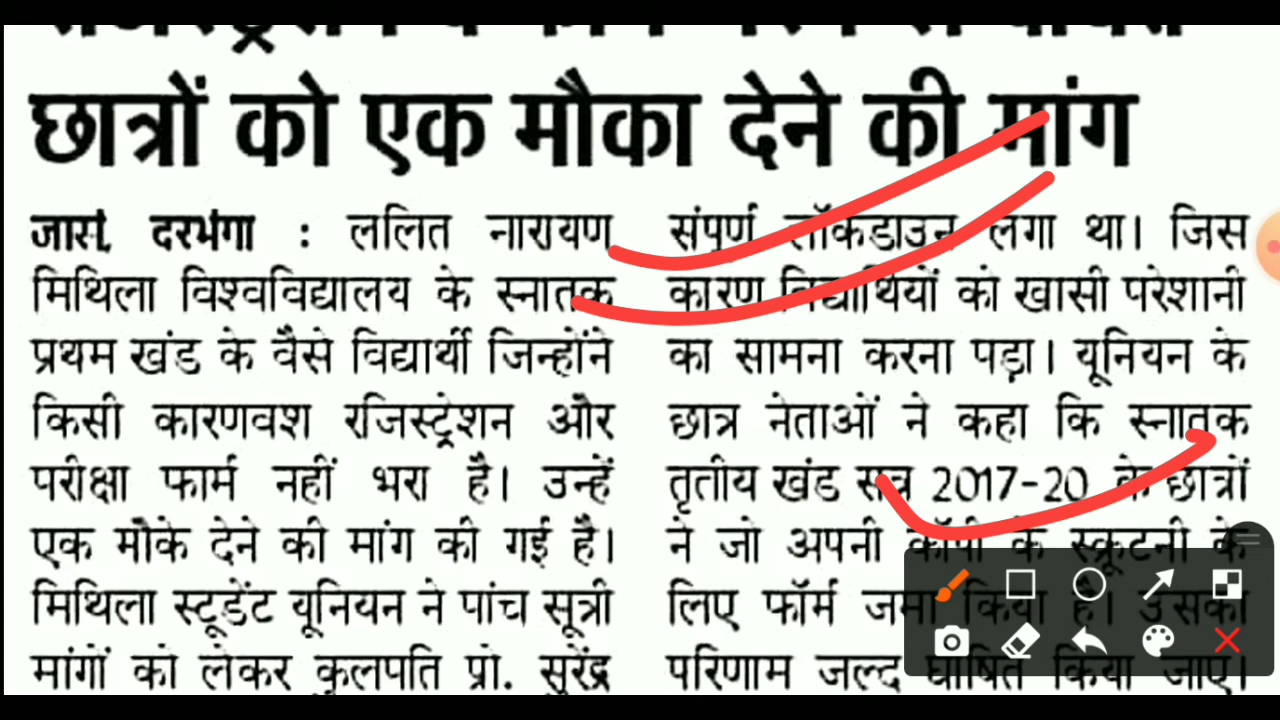 छात्रों को एक मौका देने की मांग
जासं, दरभंगा : ललित नारायण
मिथिला विश्वविद्यालय के स्नातक
प्रथम खंड के वैसे विद्यार्थी जिन्होंने
किसी कारणवश रजिस्ट्रेशन और
परीक्षा फार्म नहीं भरा है। उन्हें
एक मौके देने की मांग की गई है।
मिथिला स्टूडेंट यूनियन ने पांच सूत्री
मांगों को लेकर कुलपति प्रो. सुरेंद्र
संपूर्ण लॉकडाउन लगा था। जिस
कारण विद्यार्थियों को खासी परेशानी
का सामना करना पड़ा। यूनियन के
छात्र नेताओं ने कहा कि स्नातक
तृतीय खंड सत्र 2017-20 के छात्रों
ने जो अपनी कॉपी के स्क्रूटनी के
लिए फॉर्म जमा किया है। उसका
परिणाम जल्द घोषित किया जाए।